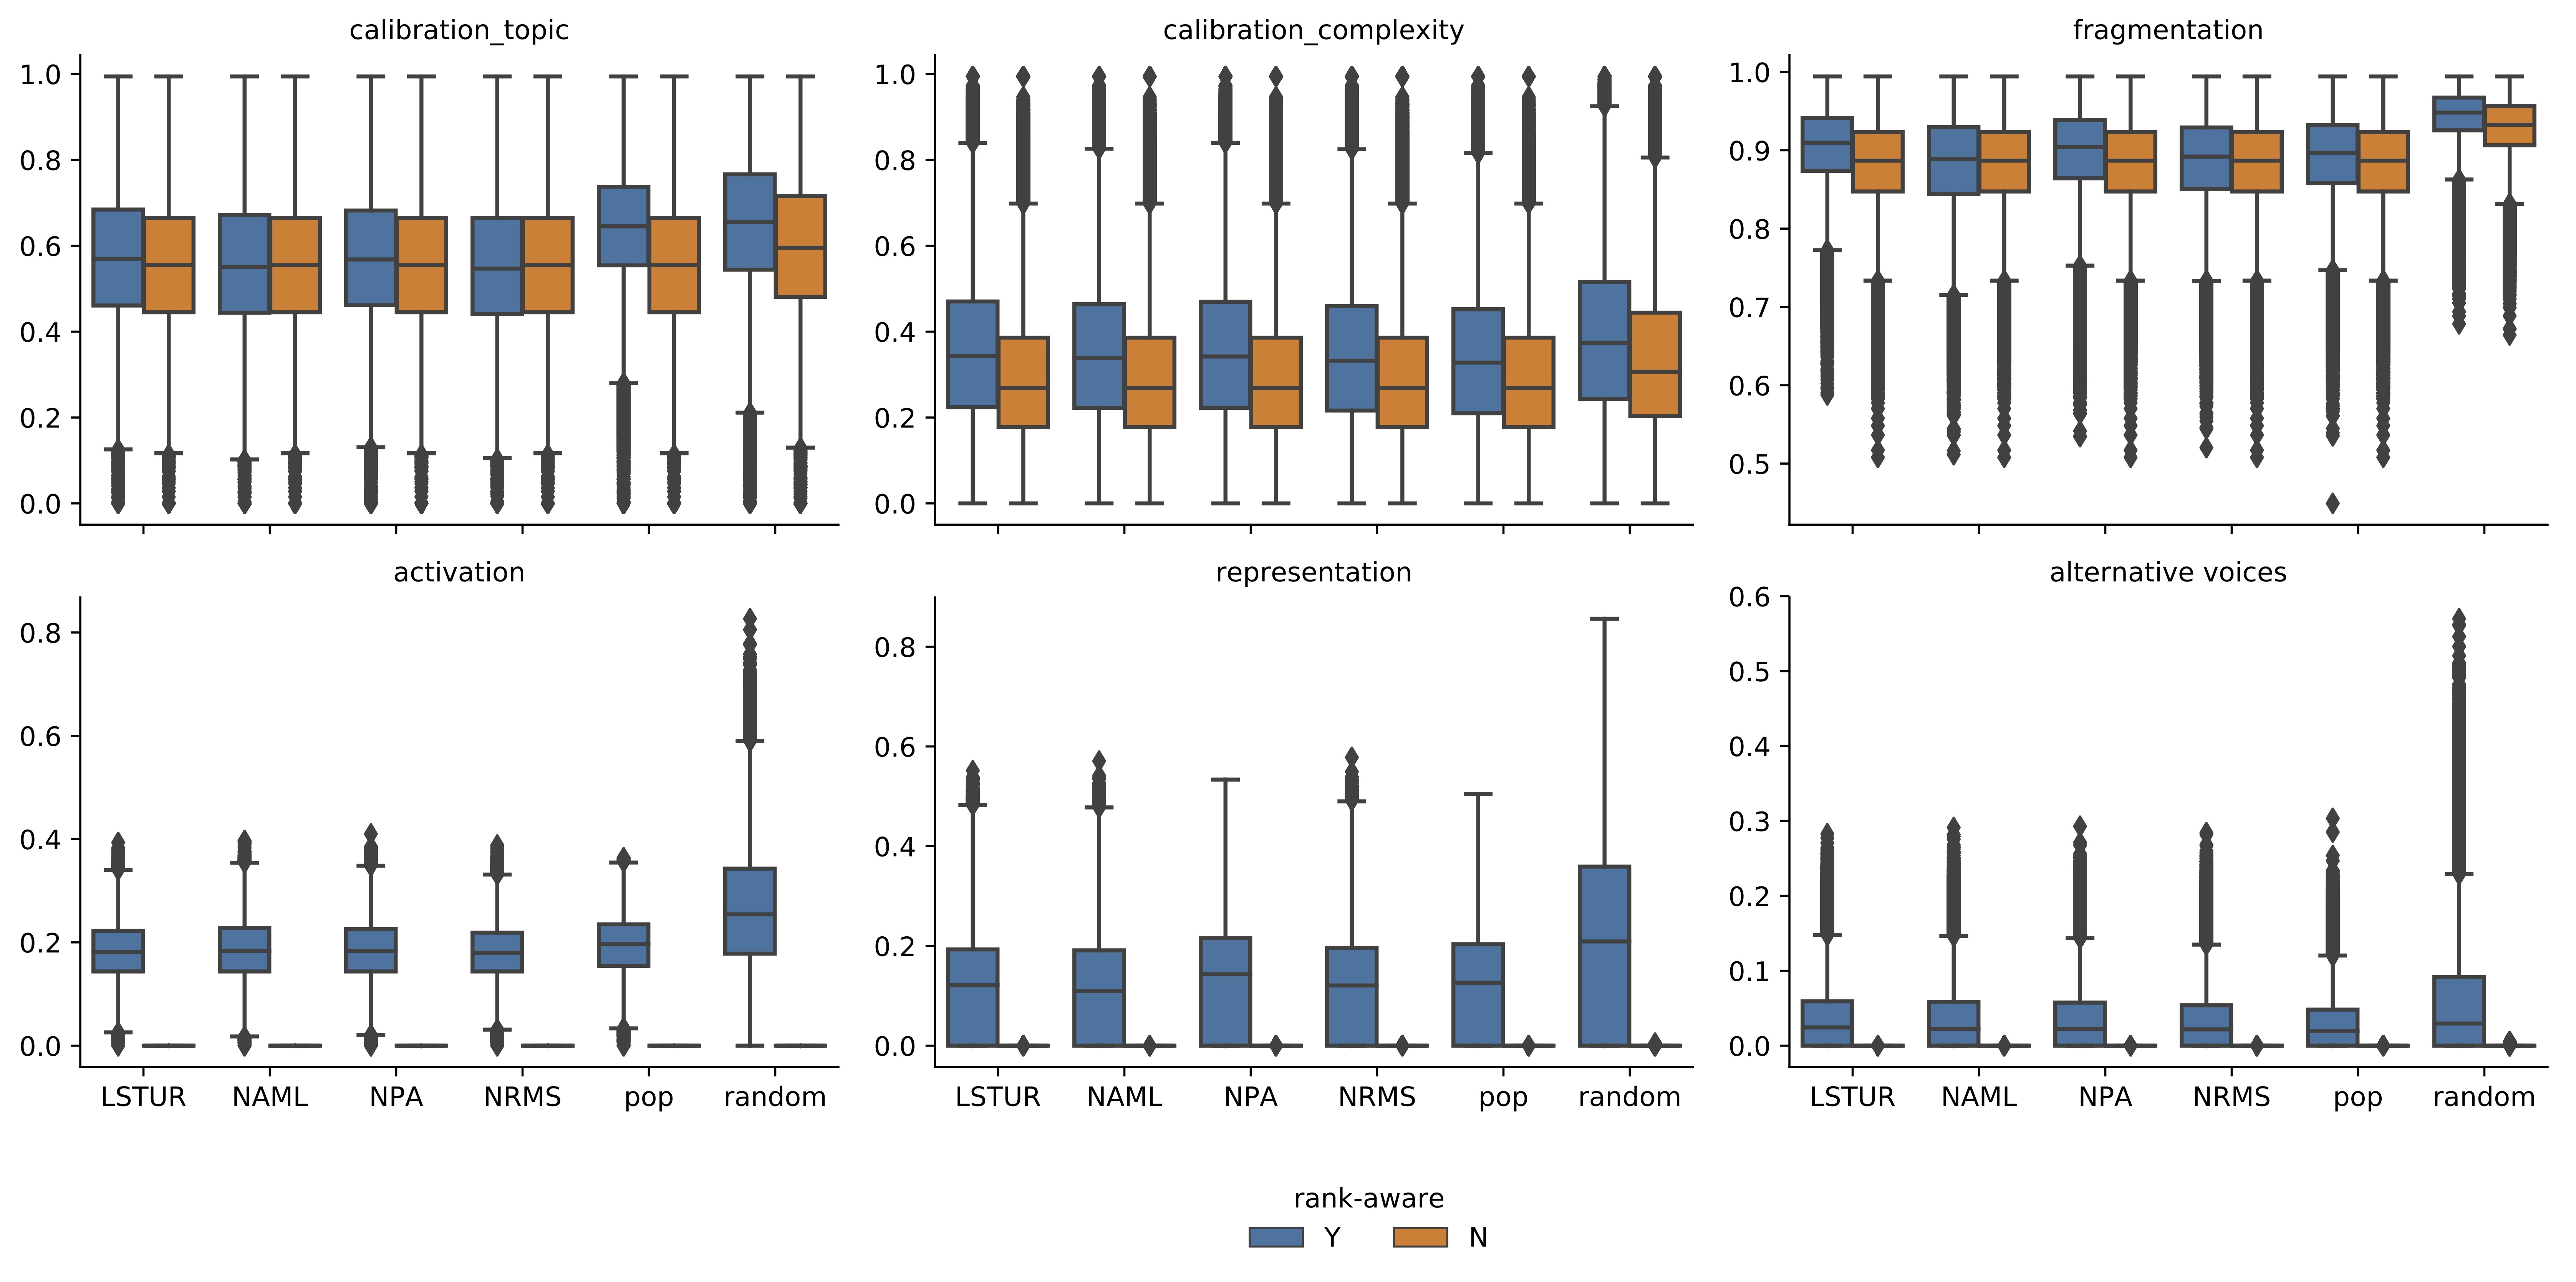 calibration_topic calibration_complexity fragmentation
1.0 1.0 1.0
0.8 0.8 0.9
0.6 0.6 0.8
0.4 0.4 0.7
0.2 0.2 0.6
0.0 0.0 0.5
activation representation alternative voices
0.8 0.8 0.6
0.6 0.6 0.5
0.4 0.4 0.4
0.2 0.2 0.3
0.0 0.0 0.2
0.1
0.0
LSTUR NAML NPA NRMS pop random LSTUR NAML NPA NRMS pop random LSTUR NAML NPA NRMS pop random
rank-aware
Y N